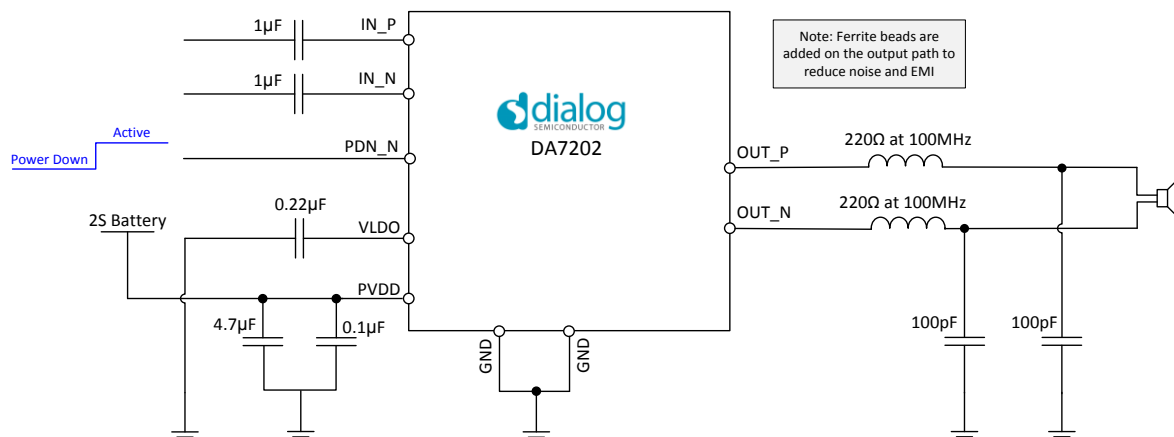 1µF
IN_P
1µF
IN_N
Note: Ferrite beads are
added on the output path to
reduce noise and EMI
dialog
SEMICONDUCTOR
DA7202
Active
Power Down
PDN_N
OUT_P
220Ω at 100MHz
OUT_N
220Ω at 100MHz
2S Battery
0.22µF
VLDO
PVDD
4.7µF
0.1µF
GND
GND
100pF
100pF